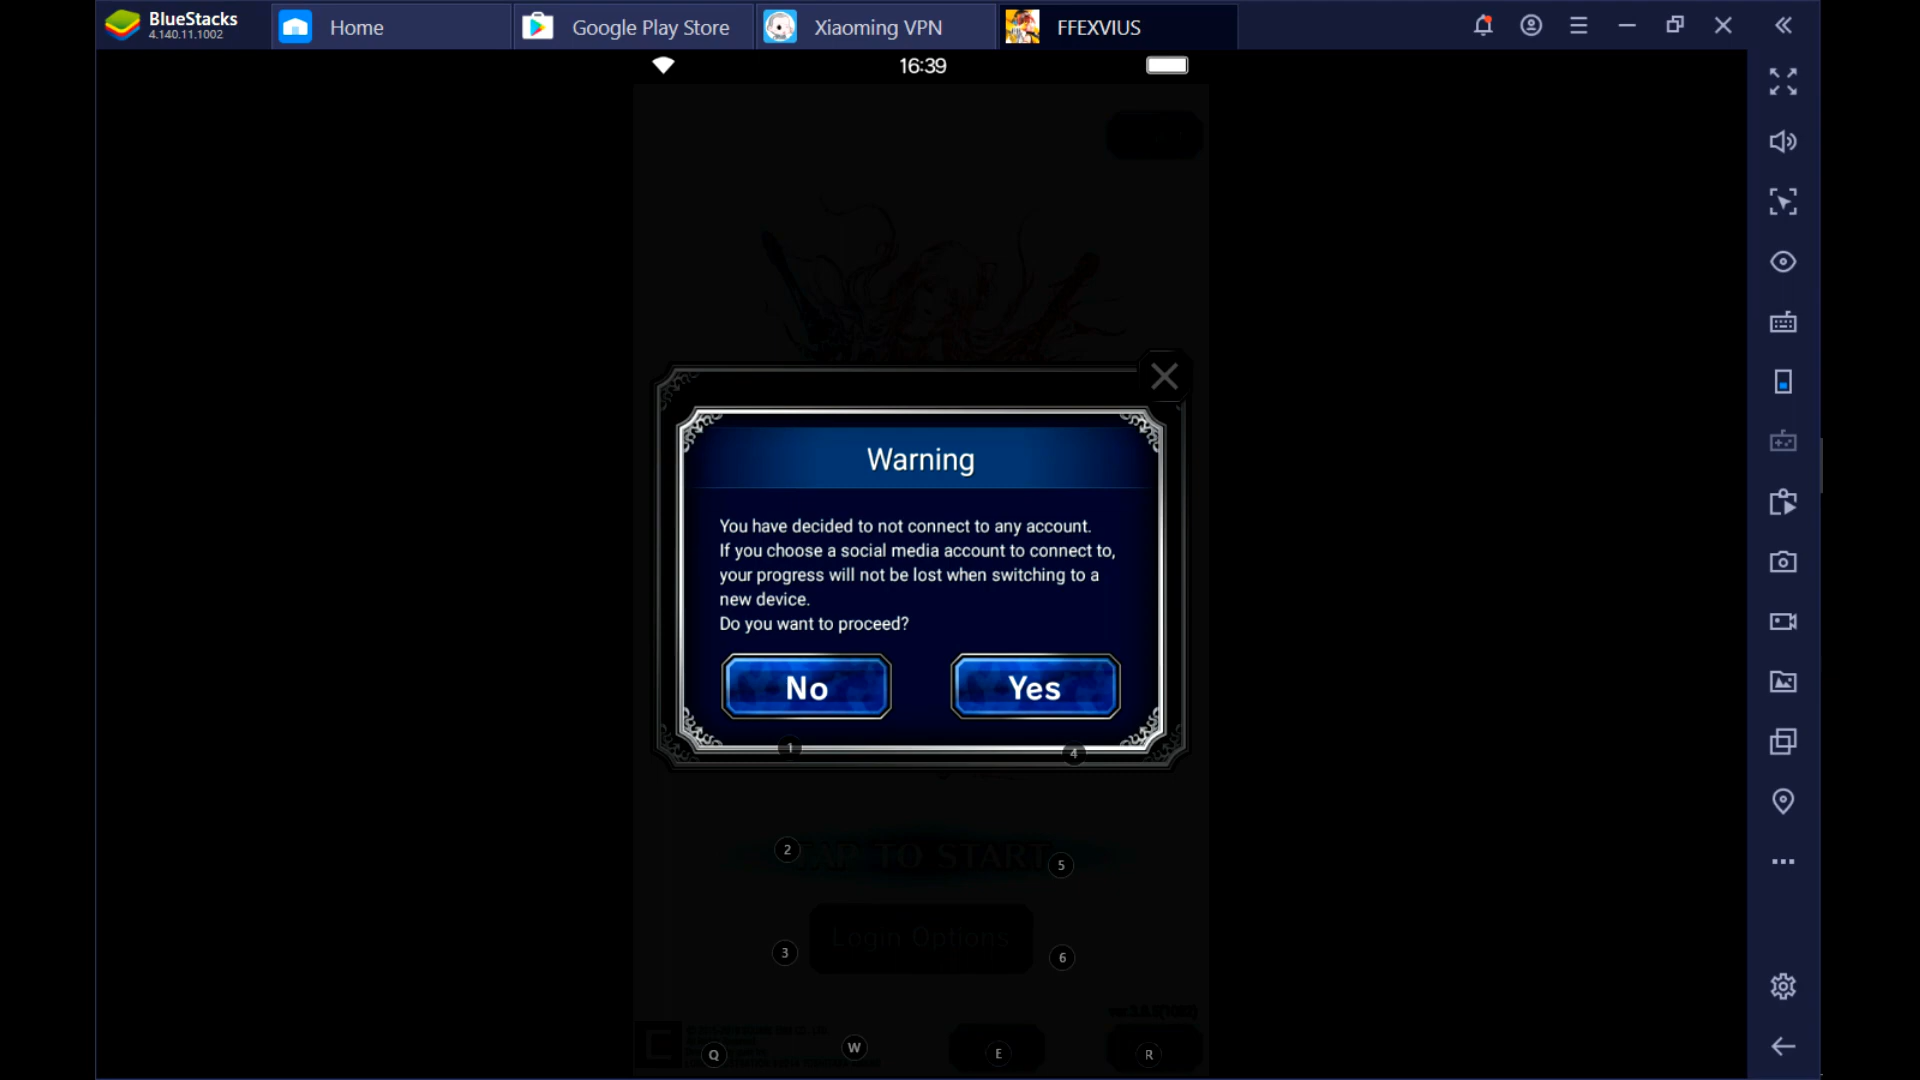 BlueStacks
4.140.11.1002
Home
Google Play Store
Xiaoming VPN
FFEXVIUS
16:39
Warning
You have decided to not connect to any account.
If you choose a social media account to connect to,
your progress will not be lost when switching to a
new device.
Do you want to proceed?
No
Yes
1
4
2
TAP TO START
5
Login Options
3
6
Q
W
E
R